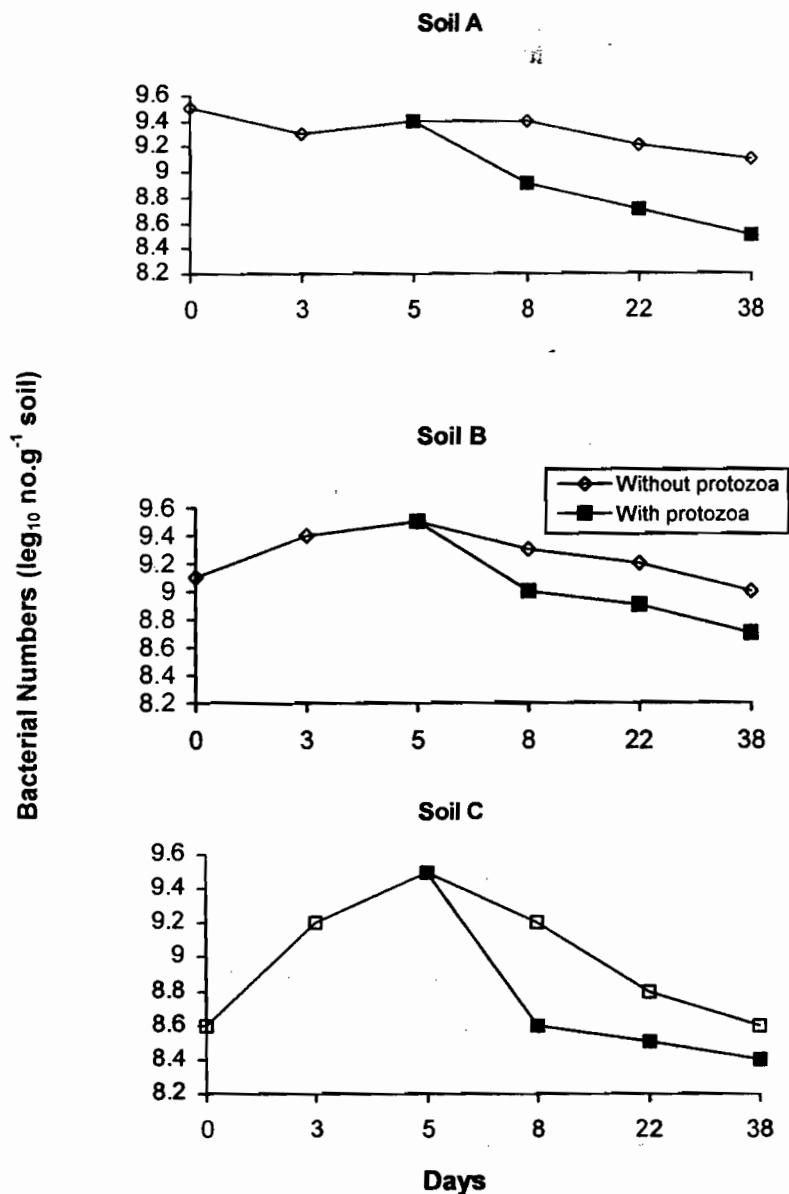 Soil A
9.6
9.4
9.2
9
8.8
8.6
8.4
8.2
0 3 5 8 22 38
Bacterial Numbers (leg₁₀ no.g⁻¹ soil)
Soil B
Without protozoa
With protozoa
9.6
9.4
9.2
9
8.8
8.6
8.4
8.2
0 3 5 8 22 38
Soil C
9.6
9.4
9.2
9
8.8
8.6
8.4
8.2
0 3 5 8 22 38
Days